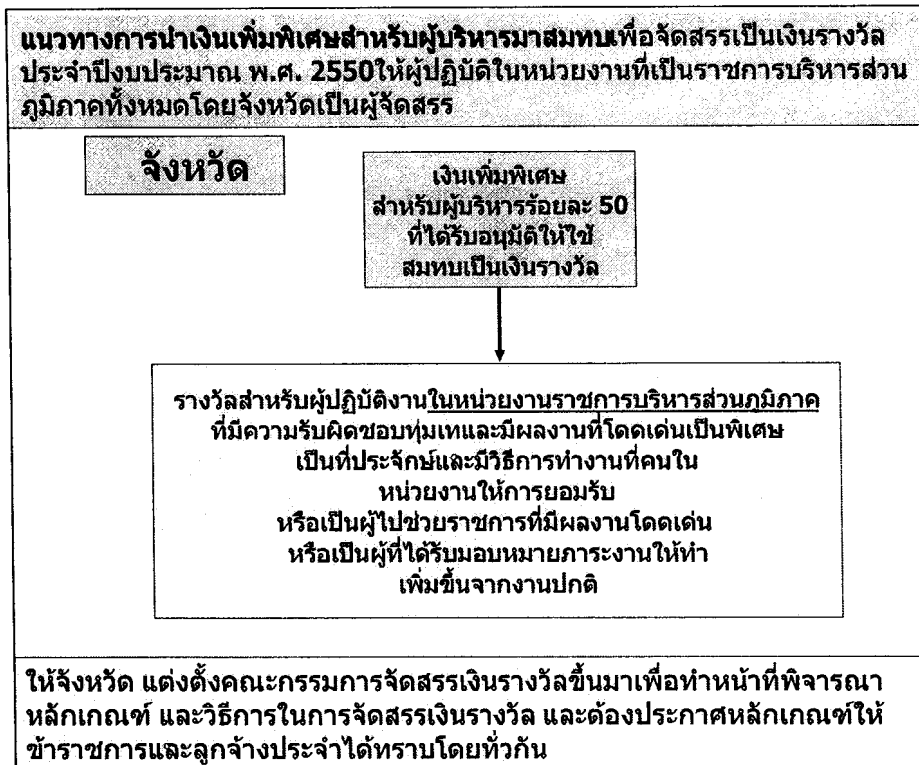 แนวทางการนำเงินเพิ่มพิเศษสำหรับผู้บริหารมาสมทบเพื่อจัดสรรเป็นเงินรางวัล
ประจำปีงบประมาณ พ.ศ. 2550ให้ผู้ปฏิบัติในหน่วยงานที่เป็นราชการบริหารส่วน
ภูมิภาคทั้งหมดโดยจังหวัดเป็นผู้จัดสรร
จังหวัด
เงินเพิ่มพิเศษ
สำหรับผู้บริหารร้อยละ 50
ที่ได้รับอนุมัติให้ใช้
สมทบเป็นเงินรางวัล
รางวัลสำหรับผู้ปฏิบัติงานในหน่วยงานราชการบริหารส่วนภูมิภาค
ที่มีความรับผิดชอบทุ่มเทและมีผลงานที่โดดเด่นเป็นพิเศษ
เป็นที่ประจักษ์และมีวิธีการทำงานที่คนใน
หน่วยงานให้การยอมรับ
หรือเป็นผู้ไปช่วยราชการที่มีผลงานโดดเด่น
หรือเป็นผู้ที่ได้รับมอบหมายภาระงานให้ทำ
เพิ่มขึ้นจากงานปกติ
ให้จังหวัด แต่งตั้งคณะกรรมการจัดสรรเงินรางวัลขึ้นมาเพื่อทำหน้าที่พิจารณา
หลักเกณฑ์ และวิธีการในการจัดสรรเงินรางวัล และต้องประกาศหลักเกณฑ์ให้
ข้าราชการและลูกจ้างประจำได้ทราบโดยทั่วกัน